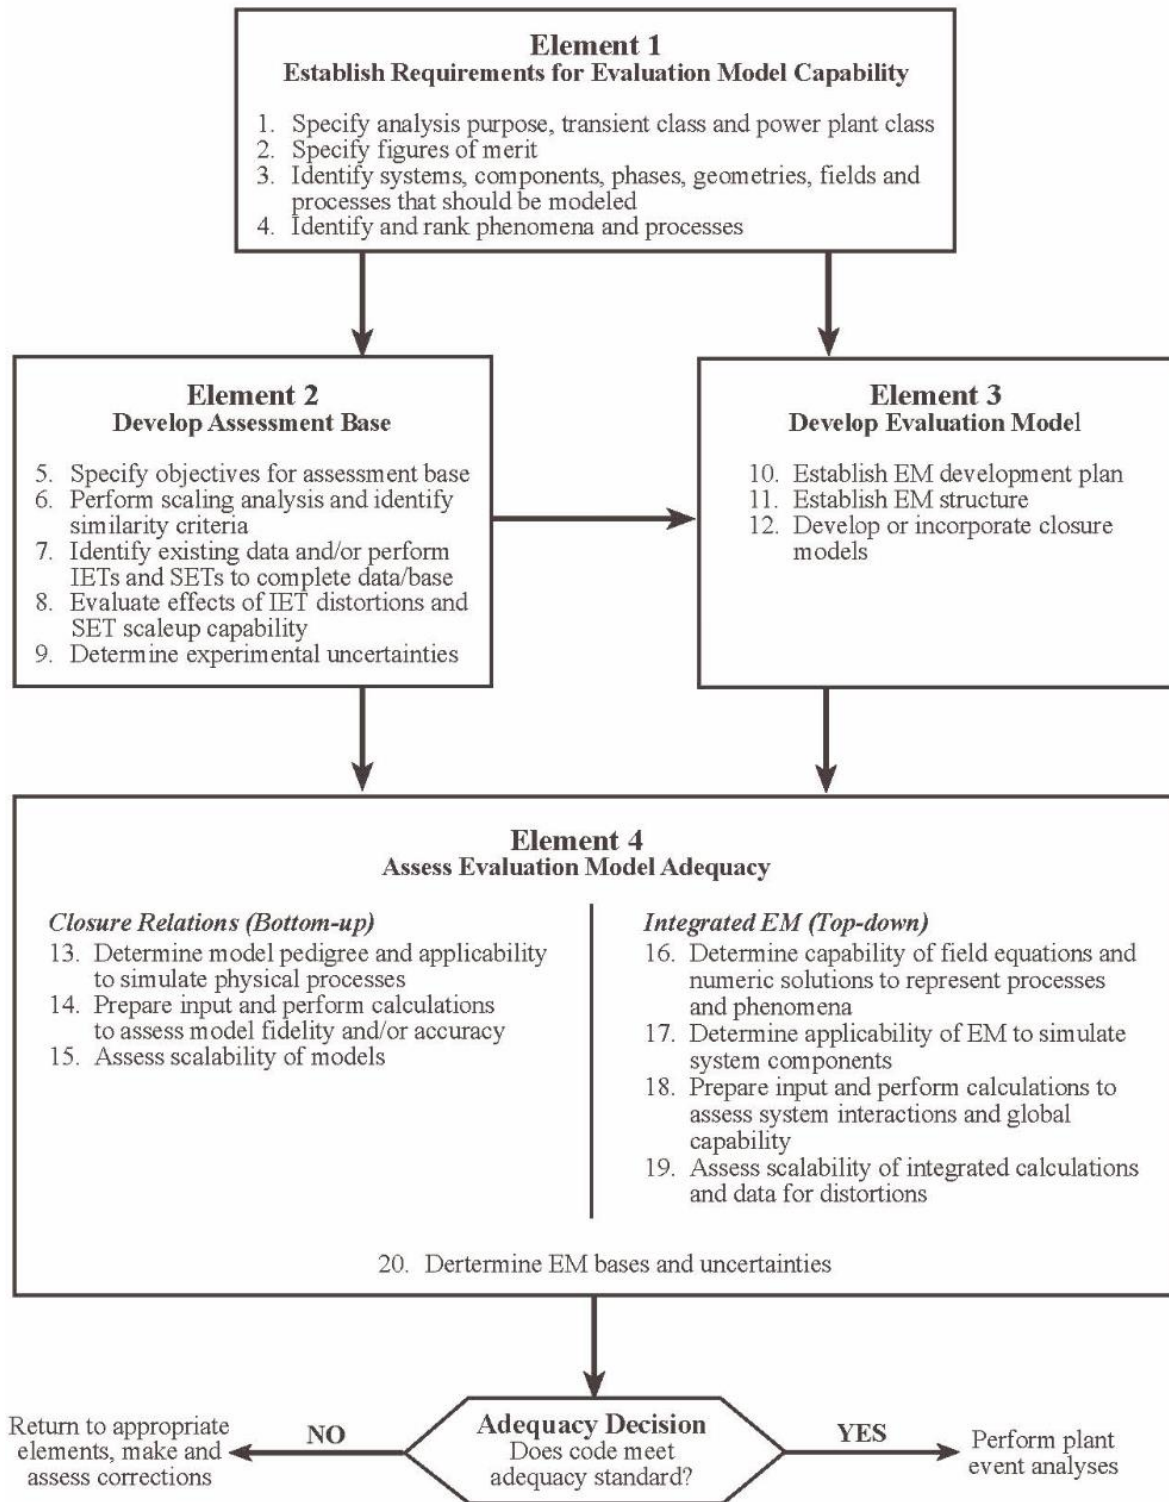 Element 1
Establish Requirements for Evaluation Model Capability
1. Specify analysis purpose, transient class and power plant class
2. Specify figures of merit
3. Identify systems, components, phases, geometries, fields and
processes that should be modeled
4. Identify and rank phenomena and processes
Element 2
Develop Assessment Base
5. Specify objectives for assessment base
6. Perform scaling analysis and identify
similarity criteria
7. Identify existing data and/or perform
IETs and SETs to complete data/base
8. Evaluate effects of IET distortions and
SET scaleup capability
9. Determine experimental uncertainties
Element 3
Develop Evaluation Model
10. Establish EM development plan
11. Establish EM structure
12. Develop or incorporate closure
models
Element 4
Assess Evaluation Model Adequacy
Closure Relations (Bottom-up)
13. Determine model pedigree and applicability
to simulate physical processes
14. Prepare input and perform calculations
to assess model fidelity and/or accuracy
15. Assess scalability of models
Integrated EM (Top-down)
16. Determine capability of field equations and
numeric solutions to represent processes
and phenomena
17. Determine applicability of EM to simulate
system components
18. Prepare input and perform calculations to
assess system interactions and global
capability
19. Assess scalability of integrated calculations
and data for distortions
20. Dertermine EM bases and uncertainties
Adequacy Decision
Does code meet
adequacy standard?
NO
Return to appropriate
elements, make and
assess corrections
YES
Perform plant
event analyses